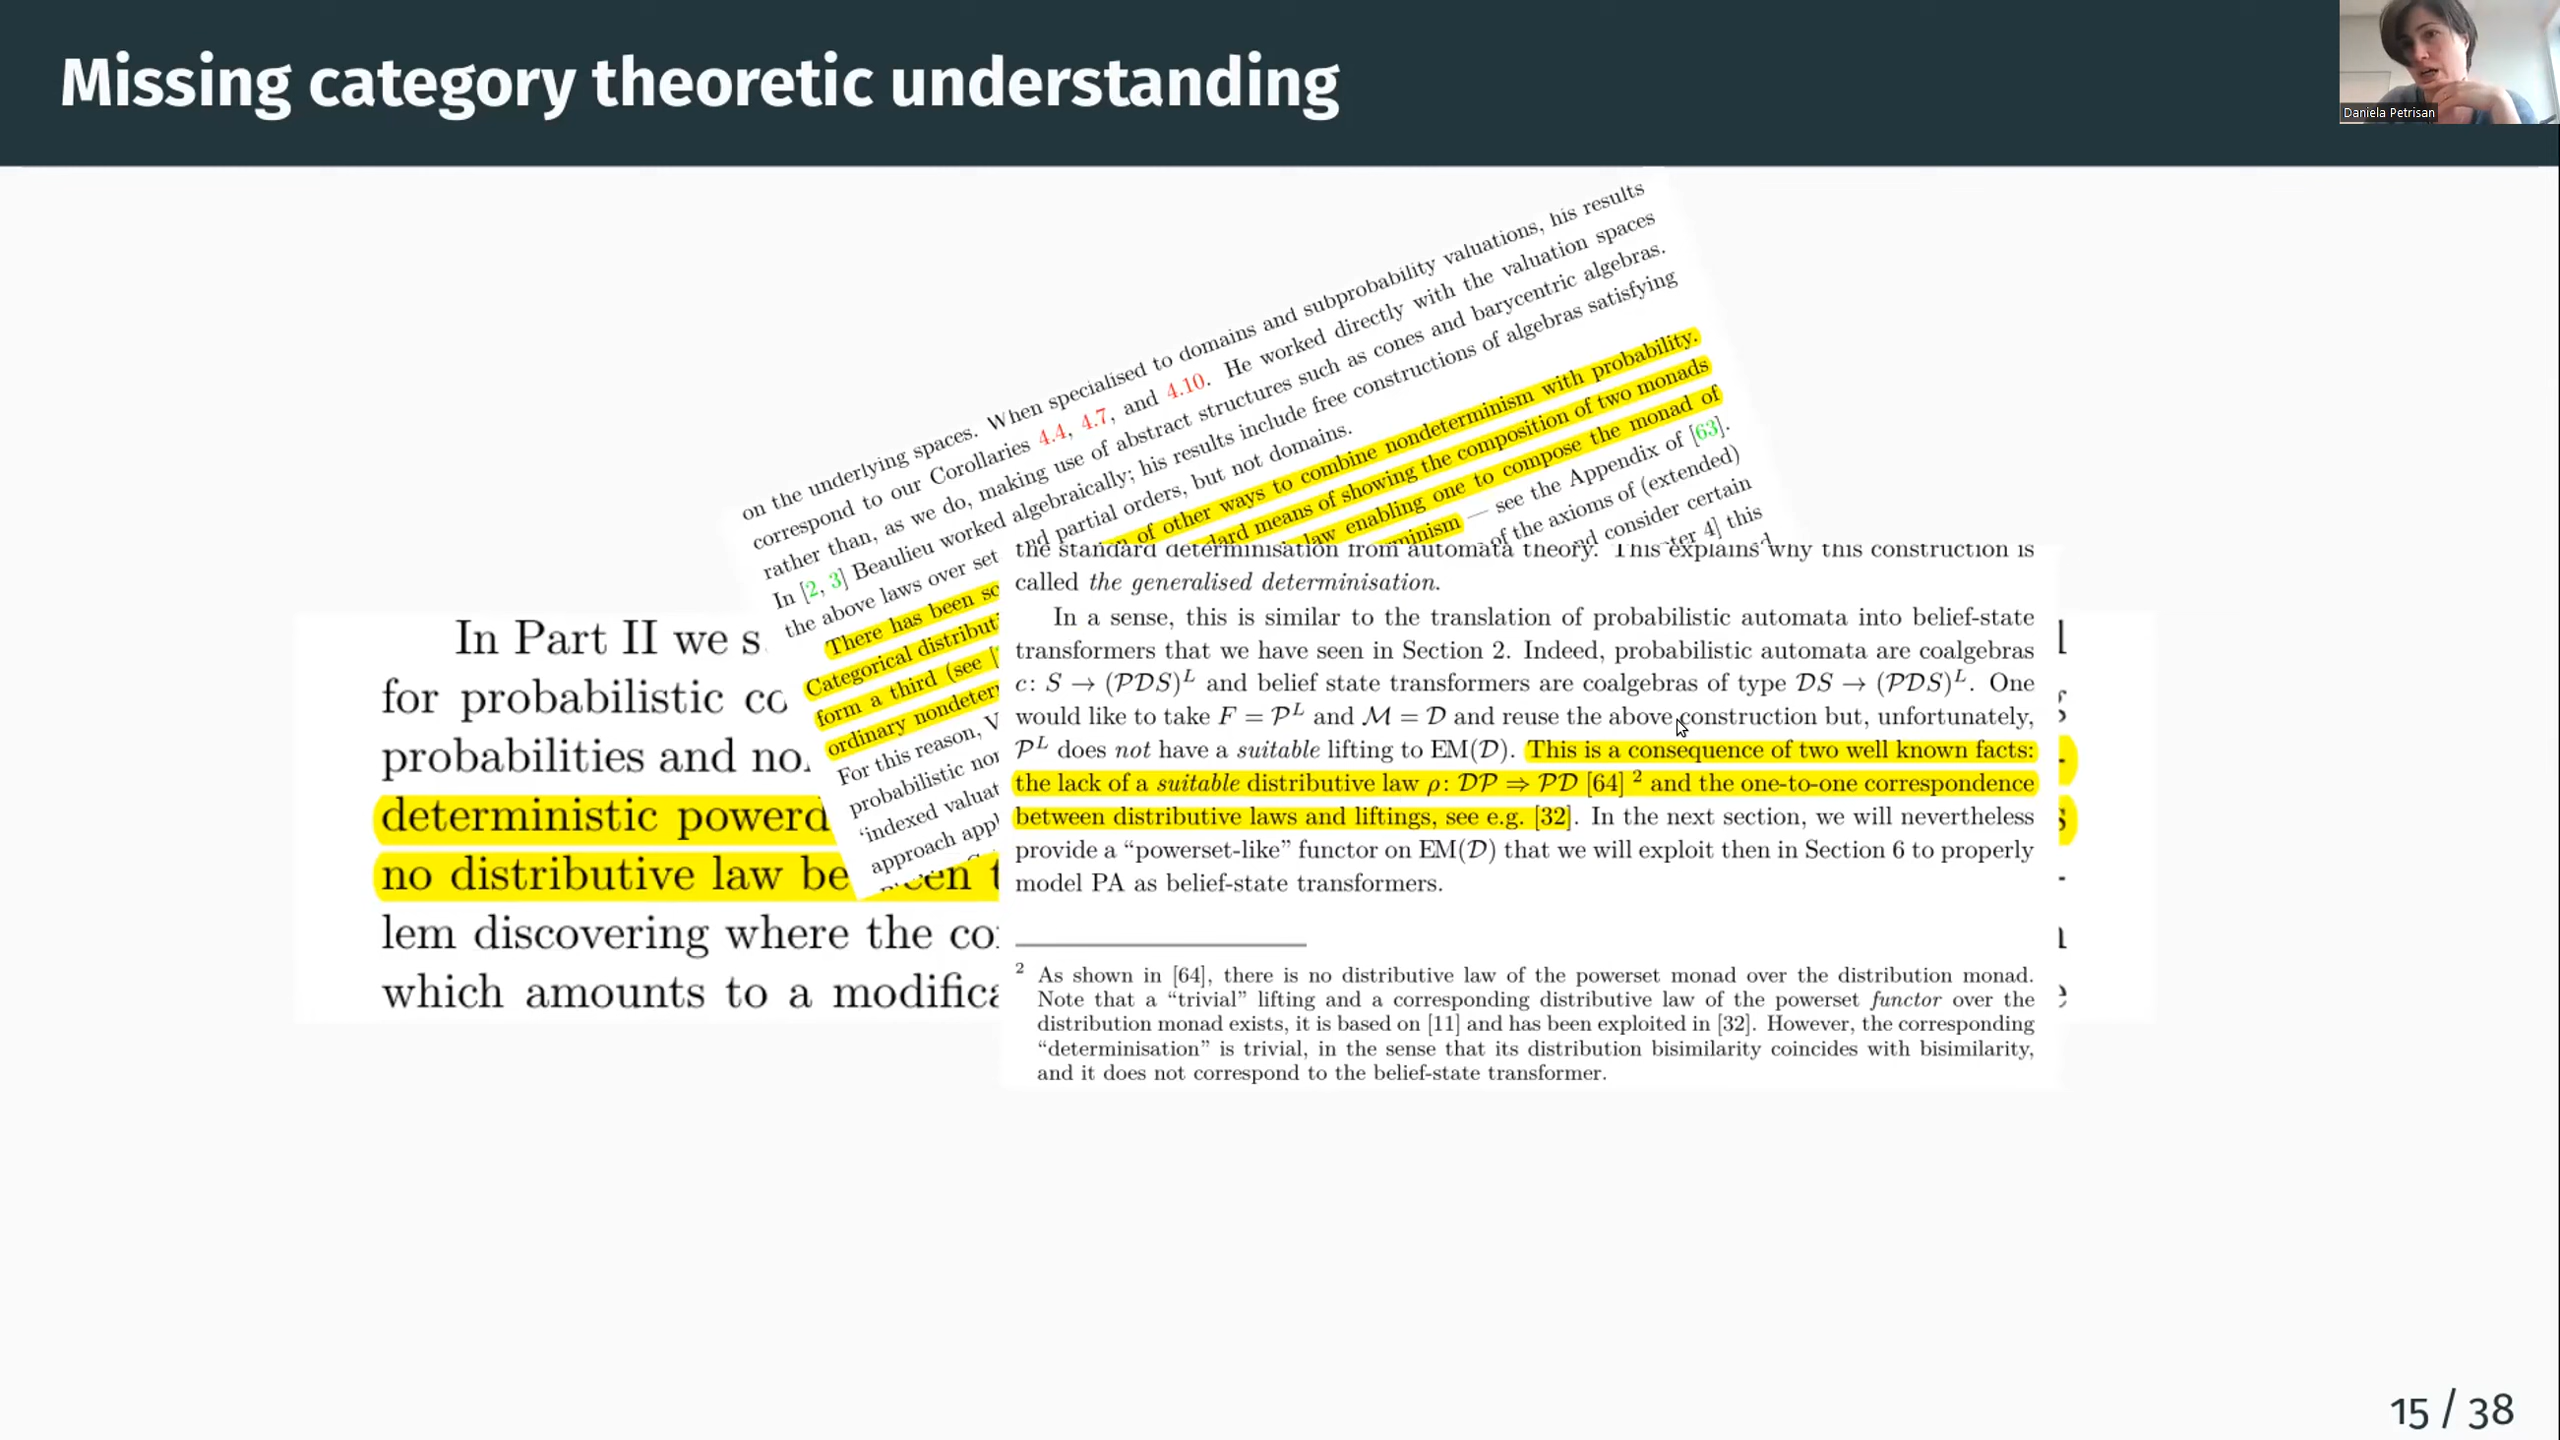 Missing category theoretic understanding
Daniela Petrisan
on the underlying spaces. When specialised to domains and subprobability valuations, his results
correspond to our Corollaries 4.4, 4.7, and 4.10. He worked directly with the valuation spaces
rather than, as we do, making use of abstract structures such as cones and barycentric algebras.
In [2, 3] Beaulieu worked algebraically; his results include free constructions of algebras satisfying
the above laws over set and partial orders, but not domains.
There has been of other ways to combine nondeterminism with probability.
Categorical means of showing the composition of two monads
form a third (see law enabling one to compose the monad of
ordinary — see the Appendix of [63].
For this reason, of the axioms of (extended)
probabilistic and consider certain
'indexed 4] this
approach
In Part II we
for probabilistic
probabilities and
deterministic
no distributive law
lem discovering where the
which amounts to a
the standard determinisation from automata theory. This explains why this construction is
called the generalised determinisation.
In a sense, this is similar to the translation of probabilistic automata into belief-state
transformers that we have seen in Section 2. Indeed, probabilistic automata are coalgebras
c: S → (𝒫𝒟S)^L and belief state transformers are coalgebras of type 𝒟S → (𝒫𝒟S)^L. One
would like to take F = 𝒫^L and ℳ = 𝒟 and reuse the above construction but, unfortunately,
𝒫^L does not have a suitable lifting to EM(𝒟). This is a consequence of two well known facts:
the lack of a suitable distributive law ρ: 𝒟𝒫 ⇒ 𝒫𝒟 [64] ² and the one-to-one correspondence
between distributive laws and liftings, see e.g. [32]. In the next section, we will nevertheless
provide a “powerset-like” functor on EM(𝒟) that we will exploit then in Section 6 to properly
model PA as belief-state transformers.
² As shown in [64], there is no distributive law of the powerset monad over the distribution monad.
Note that a “trivial” lifting and a corresponding distributive law of the powerset functor over the
distribution monad exists, it is based on [11] and has been exploited in [32]. However, the corresponding
“determinisation” is trivial, in the sense that its distribution bisimilarity coincides with bisimilarity,
and it does not correspond to the belief-state transformer.
15 / 38